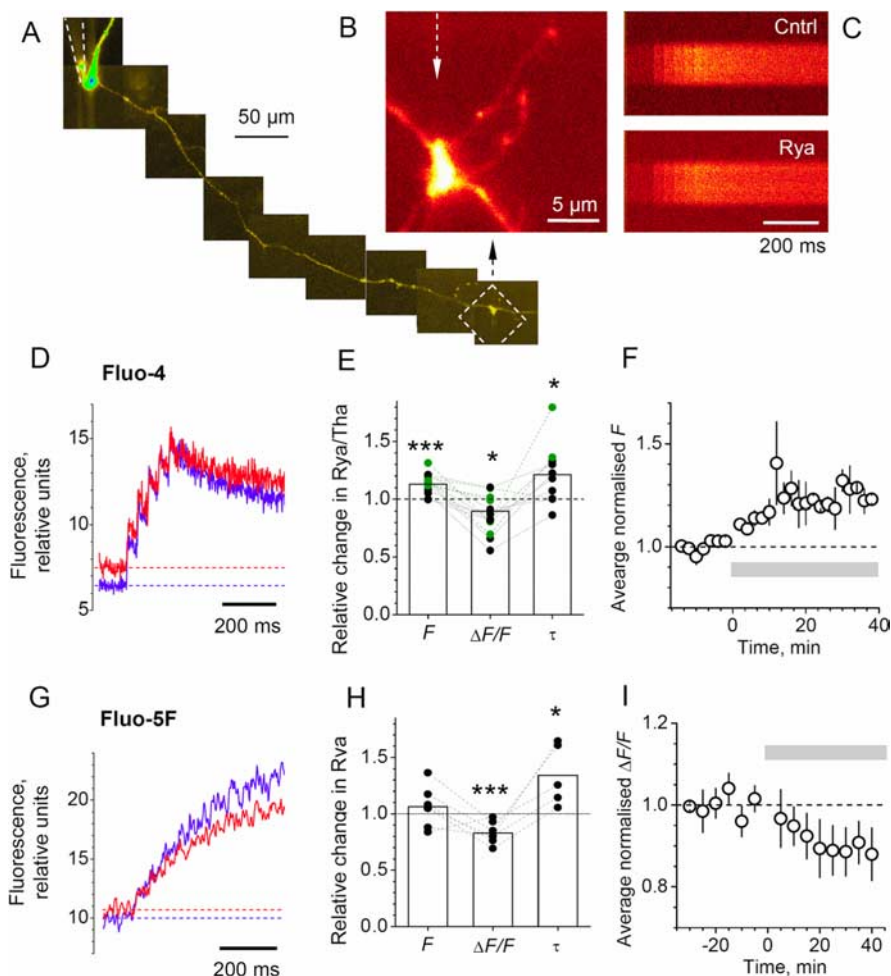 A
50 µm
B
5 µm
C
Cntrl
Rya
200 ms
D
Fluo-4
Fluorescence,
relative units
15
10
5
200 ms
E
Relative change in Rya/Tha
1.5
1.0
0.5
0.0
***
*
*
F
ΔF/F
τ
F
Avearge normalised F
1.5
1.0
0
20
40
Time, min
G
Fluo-5F
Fluorescence,
relative units
20
15
10
200 ms
H
Relative change in Rya
1.5
1.0
0.5
0.0
***
*
F
ΔF/F
τ
I
Average normalised ΔF/F
1.2
1.0
0.8
-20
0
20
40
Time, min